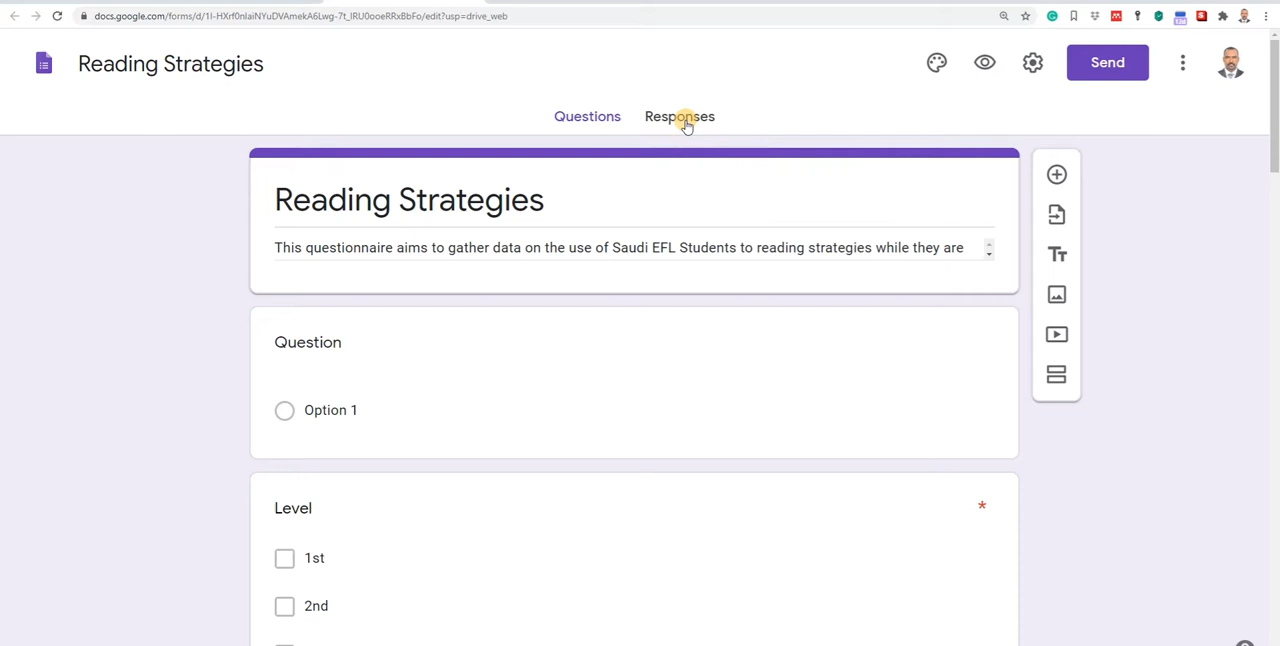 docs.google.com/forms/d/1I-HXrf0nIaiNYuDVAmekA6Lwg-7t_IRU0ooeRRxBbFo/edit?usp=drive_web
Reading Strategies
Send
Questions
Responses
Reading Strategies
This questionnaire aims to gather data on the use of Saudi EFL Students to reading strategies while they are
Question
Option 1
Level *
1st
2nd